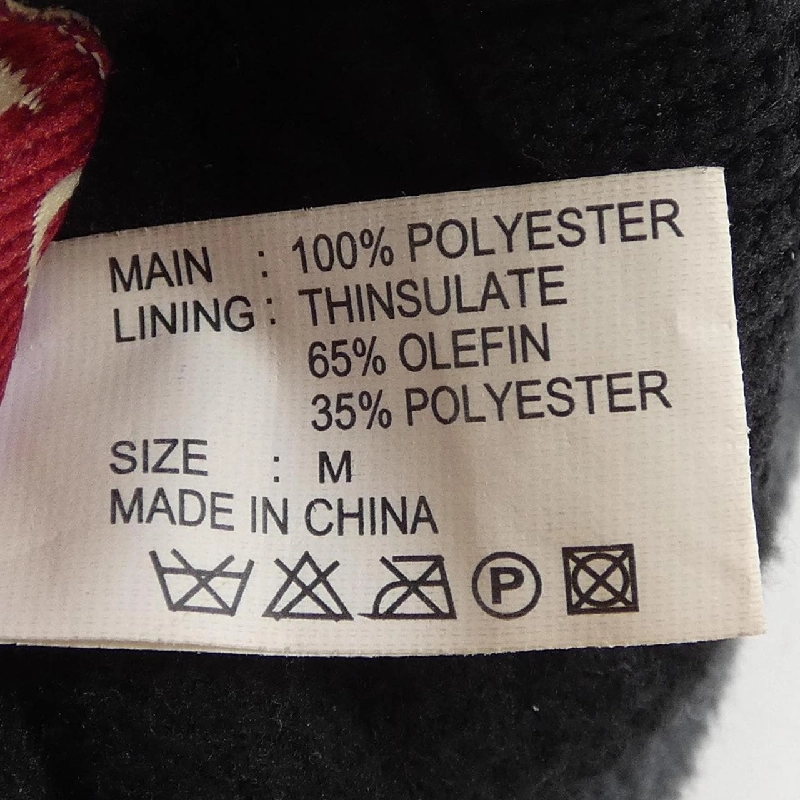 MAIN : 100% POLYESTER
LINING : THINSULATE
65% OLEFIN
35% POLYESTER
SIZE : M
MADE IN CHINA
P